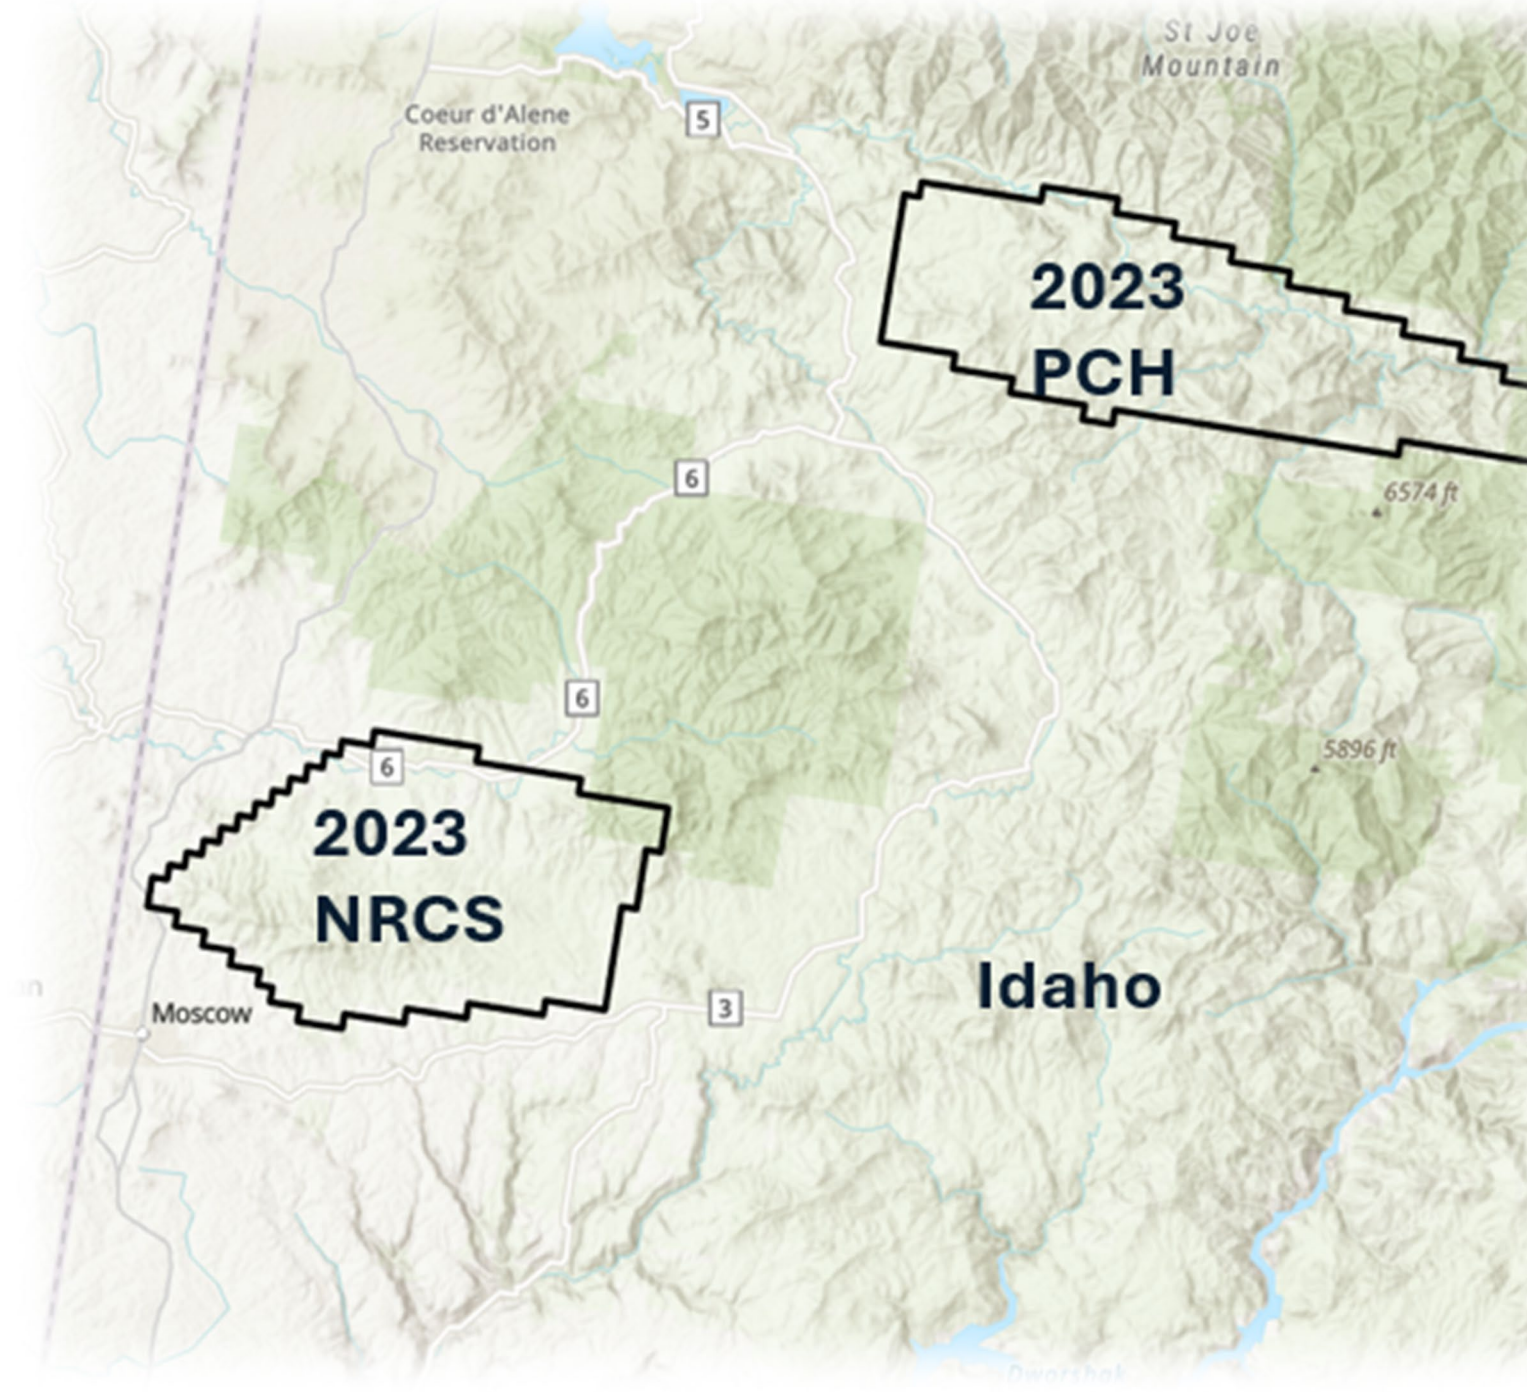 St Joe
Mountain
Coeur d'Alene
Reservation
5
2023
PCH
6
6574 ft
6
5896 ft
6
2023
NRCS
Idaho
3
Moscow
Dworshak